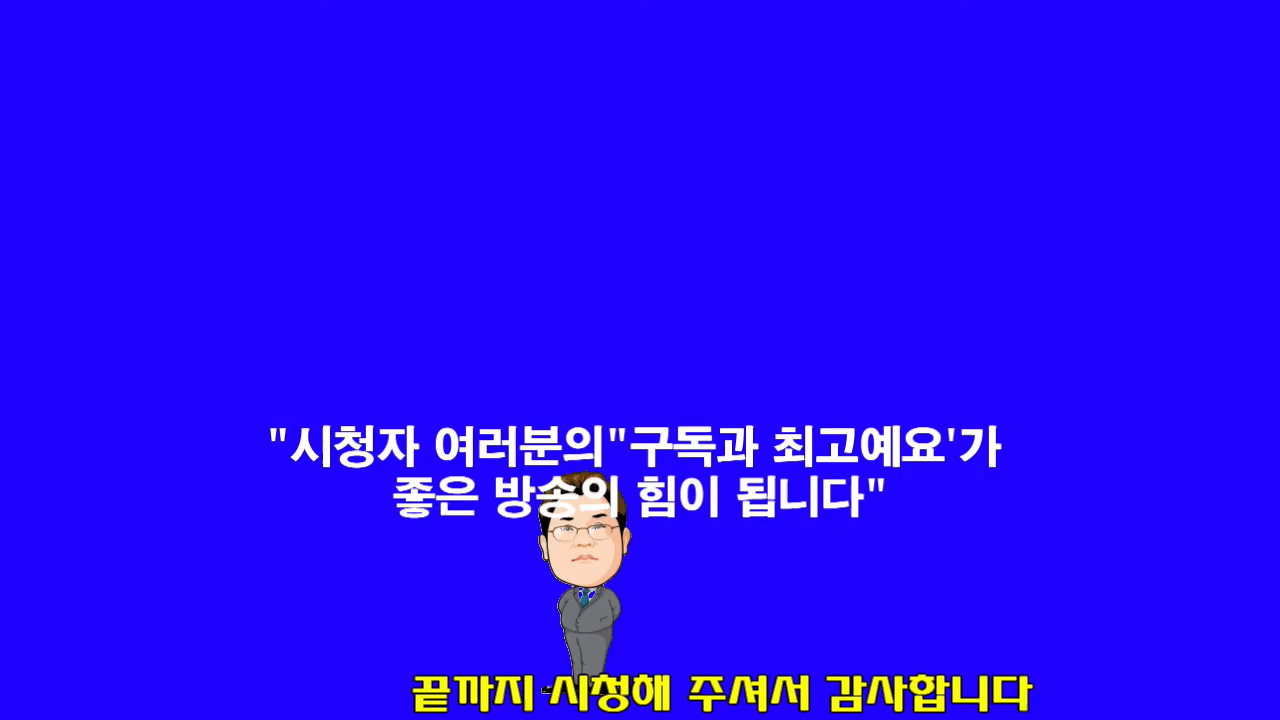 "시청자 여러분의"구독과 최고예요'가
좋은 방송의 힘이 됩니다"
끝까지 시청해 주셔서 감사합니다